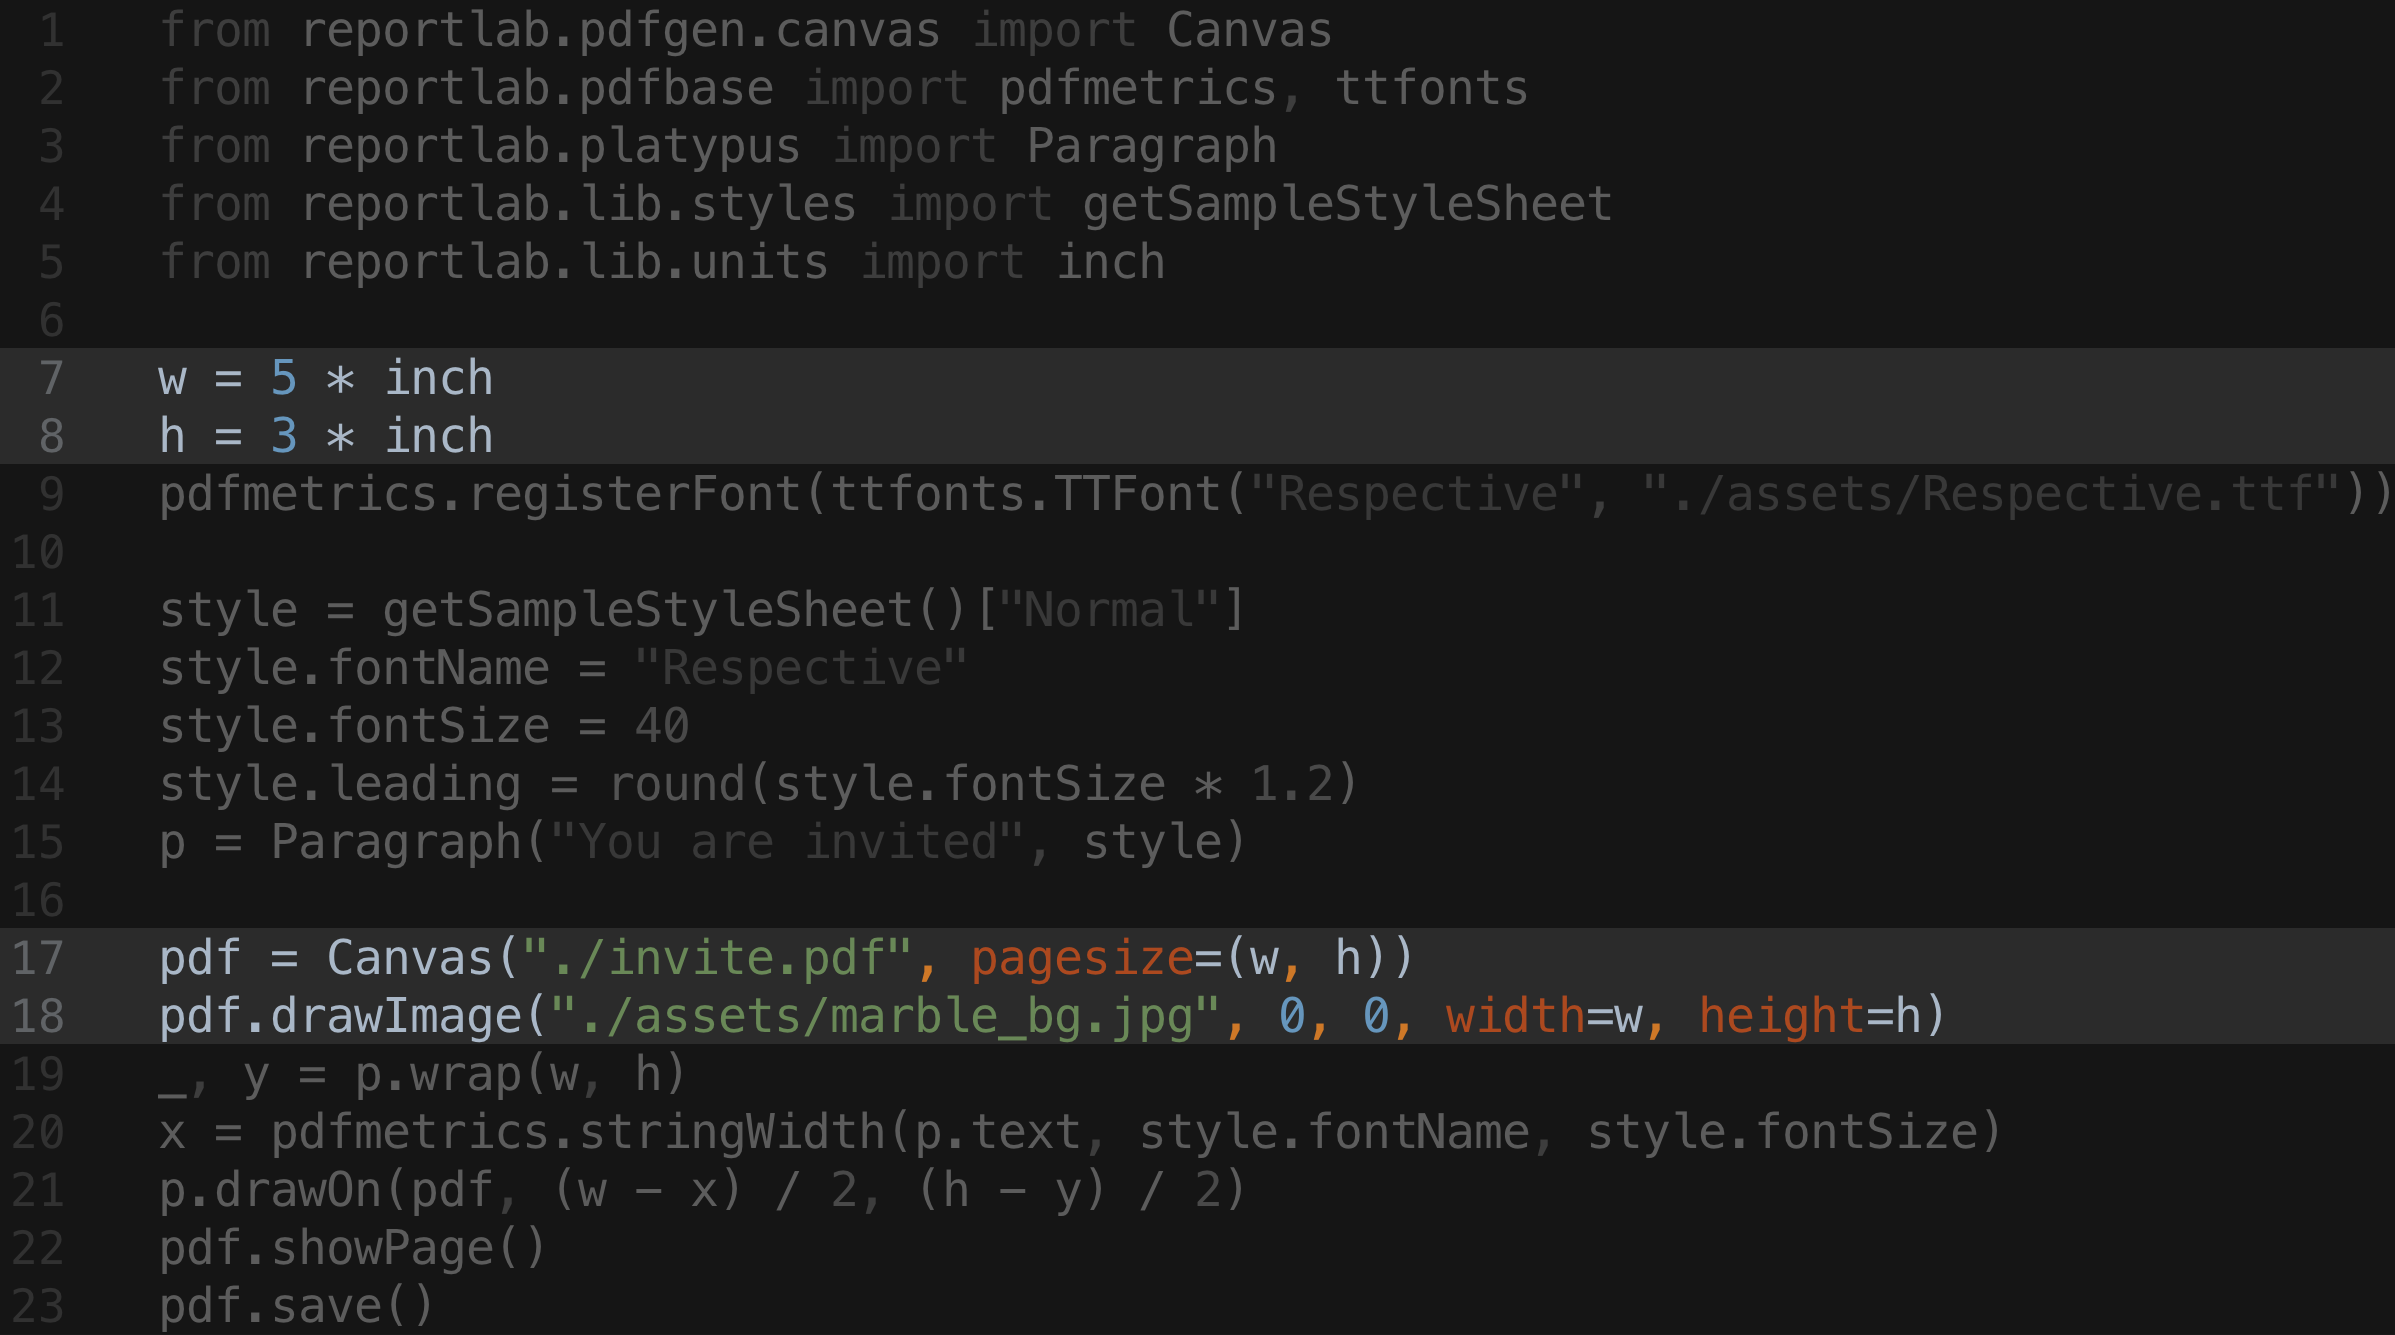 1 from reportlab.pdfgen.canvas import Canvas
2 from reportlab.pdfbase import pdfmetrics, ttfonts
3 from reportlab.platypus import Paragraph
4 from reportlab.lib.styles import getSampleStyleSheet
5 from reportlab.lib.units import inch
6
7 w = 5 * inch
8 h = 3 * inch
9 pdfmetrics.registerFont(ttfonts.TTFont("Respective", "./assets/Respective.ttf"))
10
11 style = getSampleStyleSheet()["Normal"]
12 style.fontName = "Respective"
13 style.fontSize = 40
14 style.leading = round(style.fontSize * 1.2)
15 p = Paragraph("You are invited", style)
16
17 pdf = Canvas("./invite.pdf", pagesize=(w, h))
18 pdf.drawImage("./assets/marble_bg.jpg", 0, 0, width=w, height=h)
19 _, y = p.wrap(w, h)
20 x = pdfmetrics.stringWidth(p.text, style.fontName, style.fontSize)
21 p.drawOn(pdf, (w - x) / 2, (h - y) / 2)
22 pdf.showPage()
23 pdf.save()